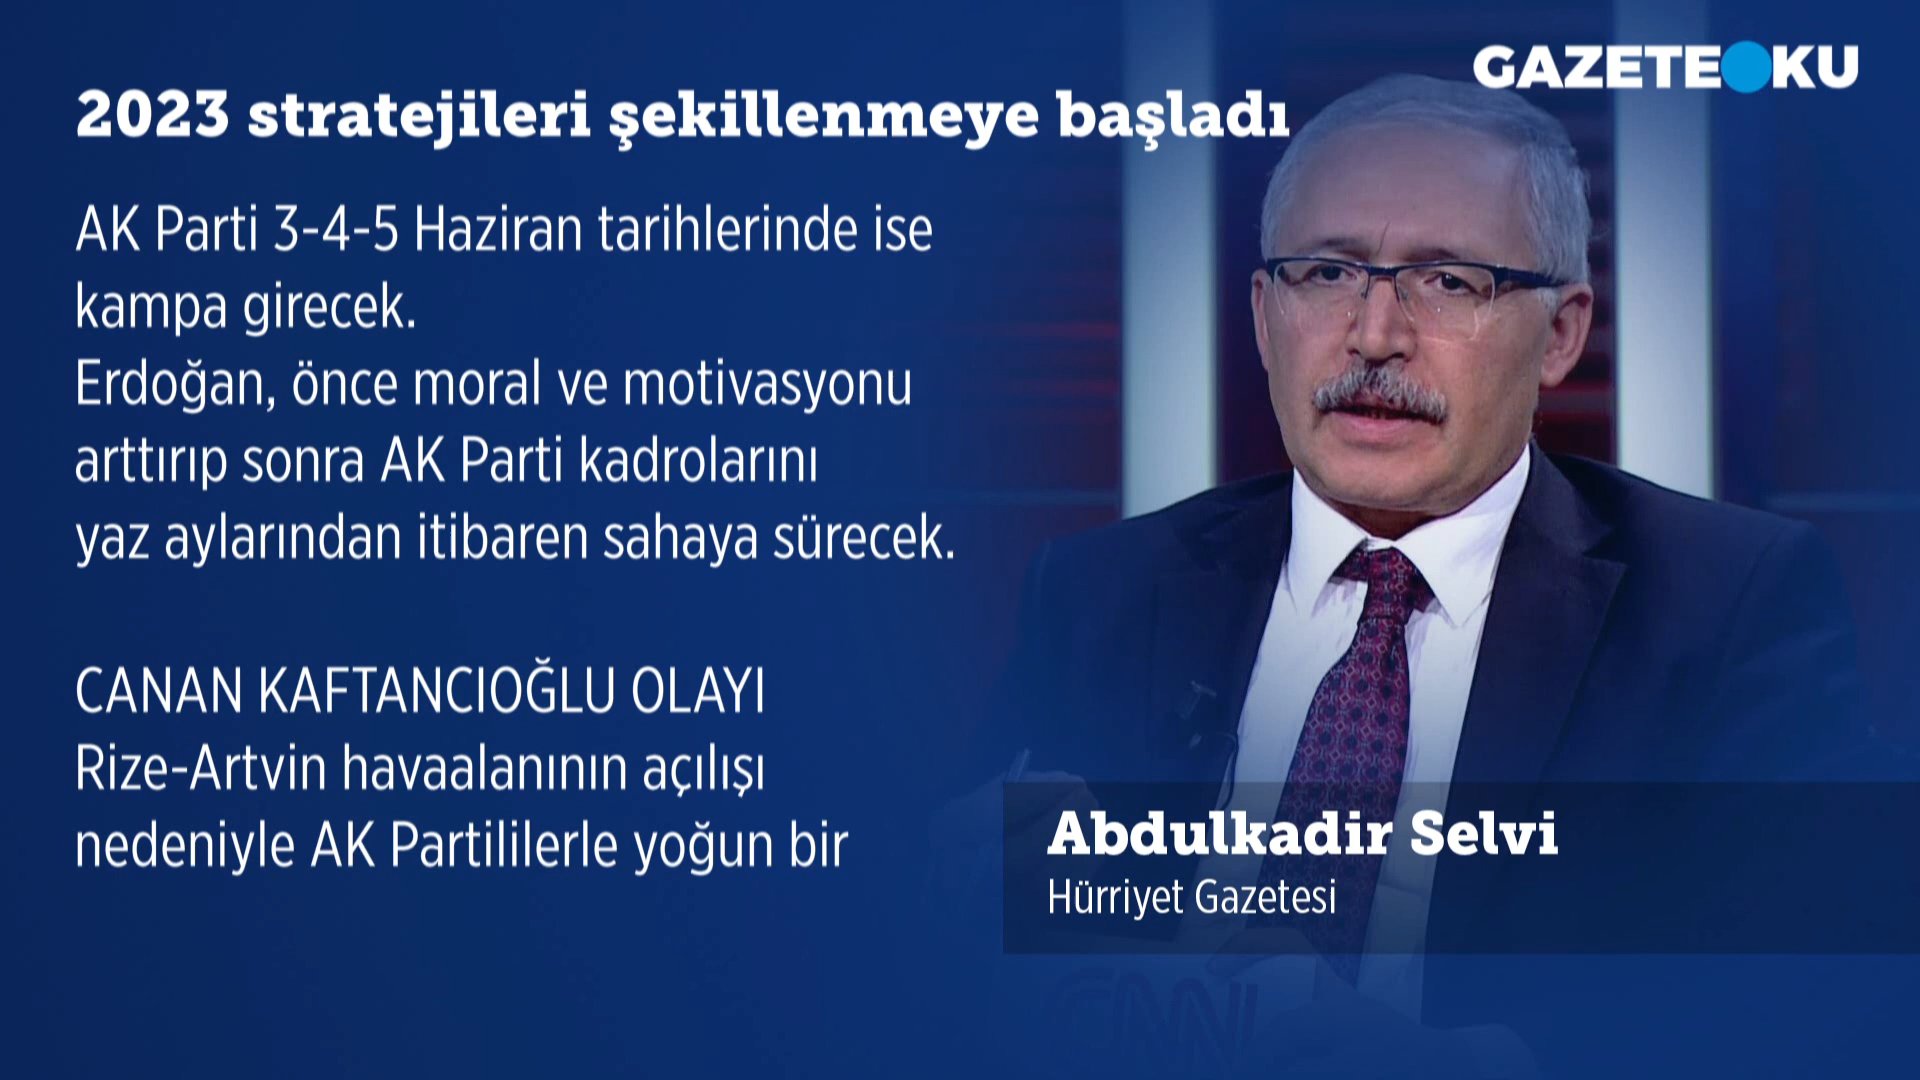 GAZETE KU
2023 stratejileri şekillenmeye başladı
AK Parti 3-4-5 Haziran tarihlerinde ise
kampa girecek.
Erdoğan, önce moral ve motivasyonu
arttırıp sonra AK Parti kadrolarını
yaz aylarından itibaren sahaya sürecek.
CANAN KAFTANCIOĞLU OLAYI
Rize-Artvin havaalanının açılışı
nedeniyle AK Partililerle yoğun bir
Abdulkadir Selvi
Hürriyet Gazetesi
CNN